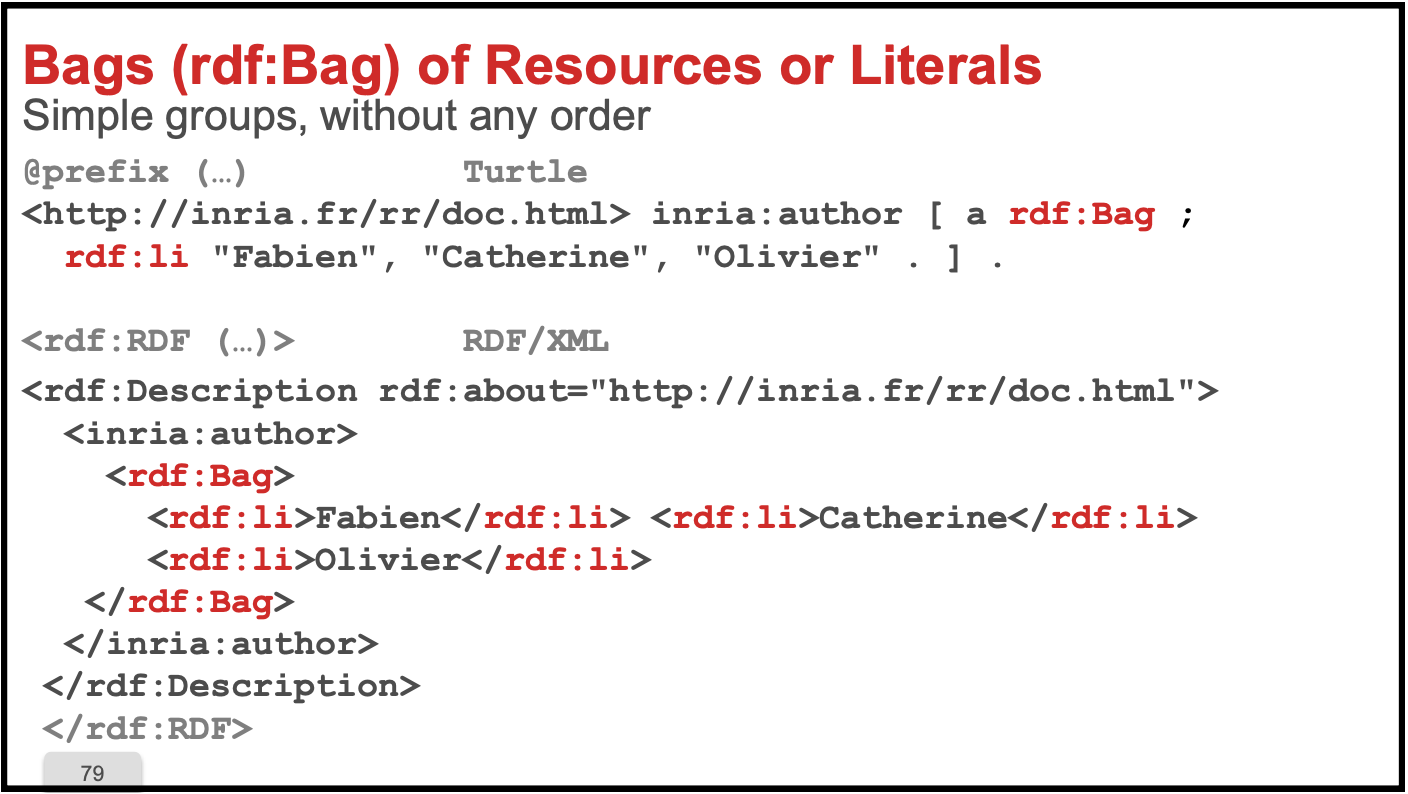 Bags (rdf:Bag) of Resources or Literals
Simple groups, without any order
@prefix (…) Turtle
<http://inria.fr/rr/doc.html> inria:author [ a rdf:Bag ;
rdf:li "Fabien", "Catherine", "Olivier" . ] .
<rdf:RDF (…)> RDF/XML
<rdf:Description rdf:about="http://inria.fr/rr/doc.html">
<inria:author>
<rdf:Bag>
<rdf:li>Fabien</rdf:li> <rdf:li>Catherine</rdf:li>
<rdf:li>Olivier</rdf:li>
</rdf:Bag>
</inria:author>
</rdf:Description>
</rdf:RDF>
79